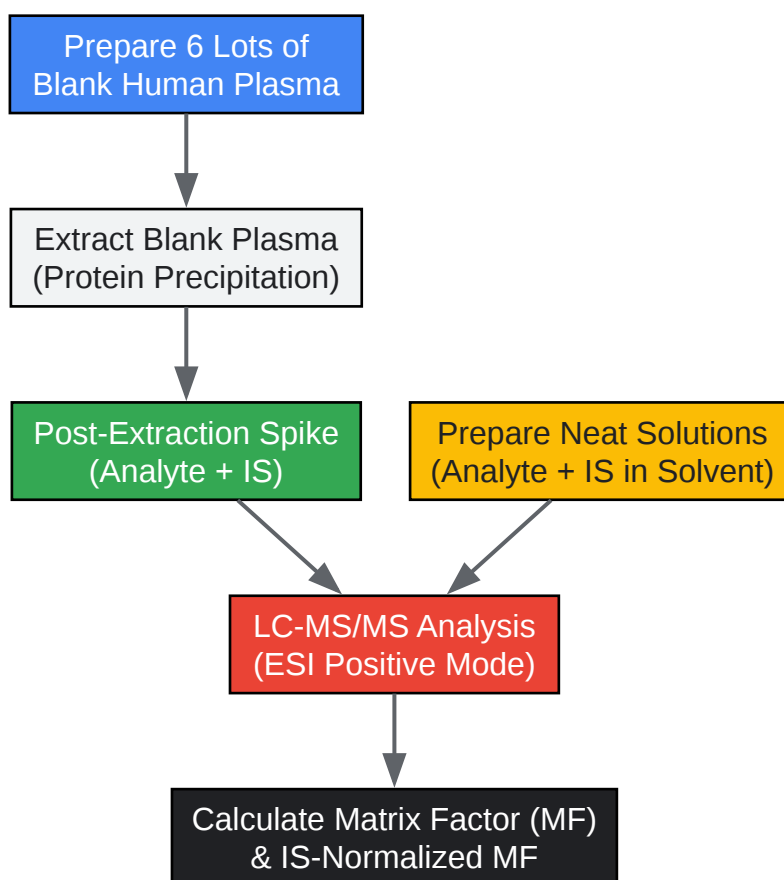 Prepare 6 Lots of
Blank Human Plasma
Extract Blank Plasma
(Protein Precipitation)
Post-Extraction Spike
(Analyte + IS)
Prepare Neat Solutions
(Analyte + IS in Solvent)
LC-MS/MS Analysis
(ESI Positive Mode)
Calculate Matrix Factor (MF)
& IS-Normalized MF